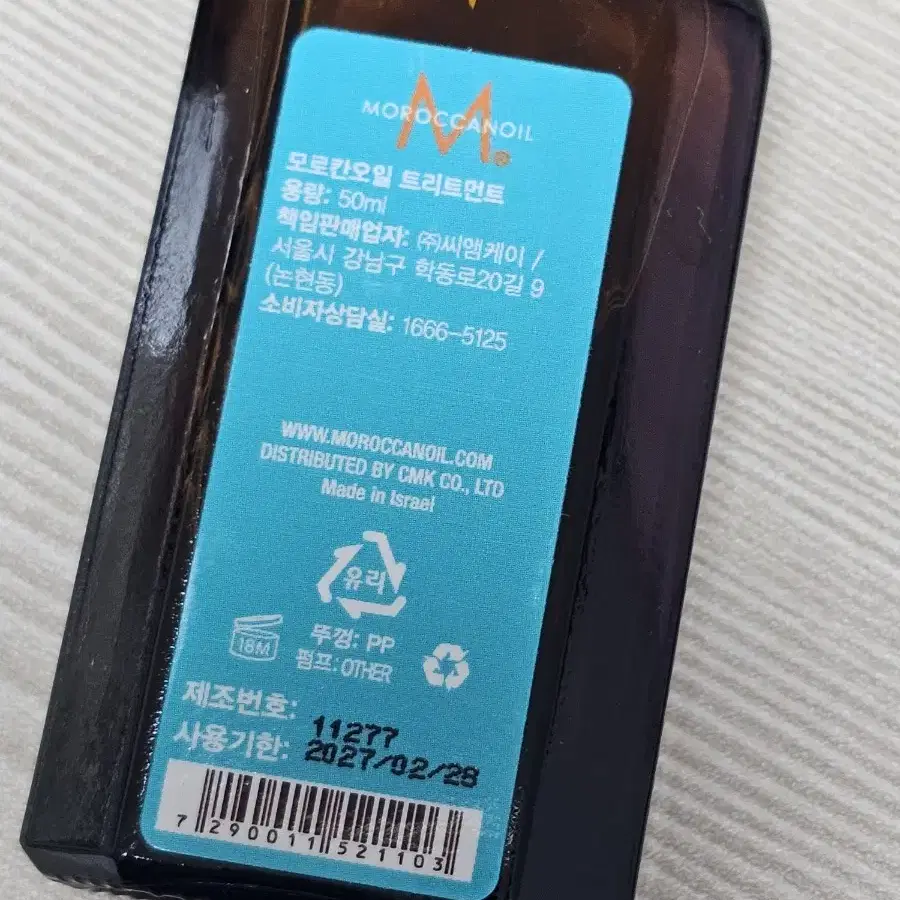 MOROCCANOIL
M
모로칸오일 트리트먼트
용량: 50ml
책임판매업자: ㈜씨앰케이 /
서울시 강남구 학동로20길 9
(논현동)
소비자상담실: 1666-5125
WWW.MOROCCANOIL.COM
DISTRIBUTED BY CMK CO., LTD
Made in Israel
유리
18M
뚜껑: PP
펌프: OTHER
제조번호: 11277
사용기한: 2027/02/28
7 290011 521103